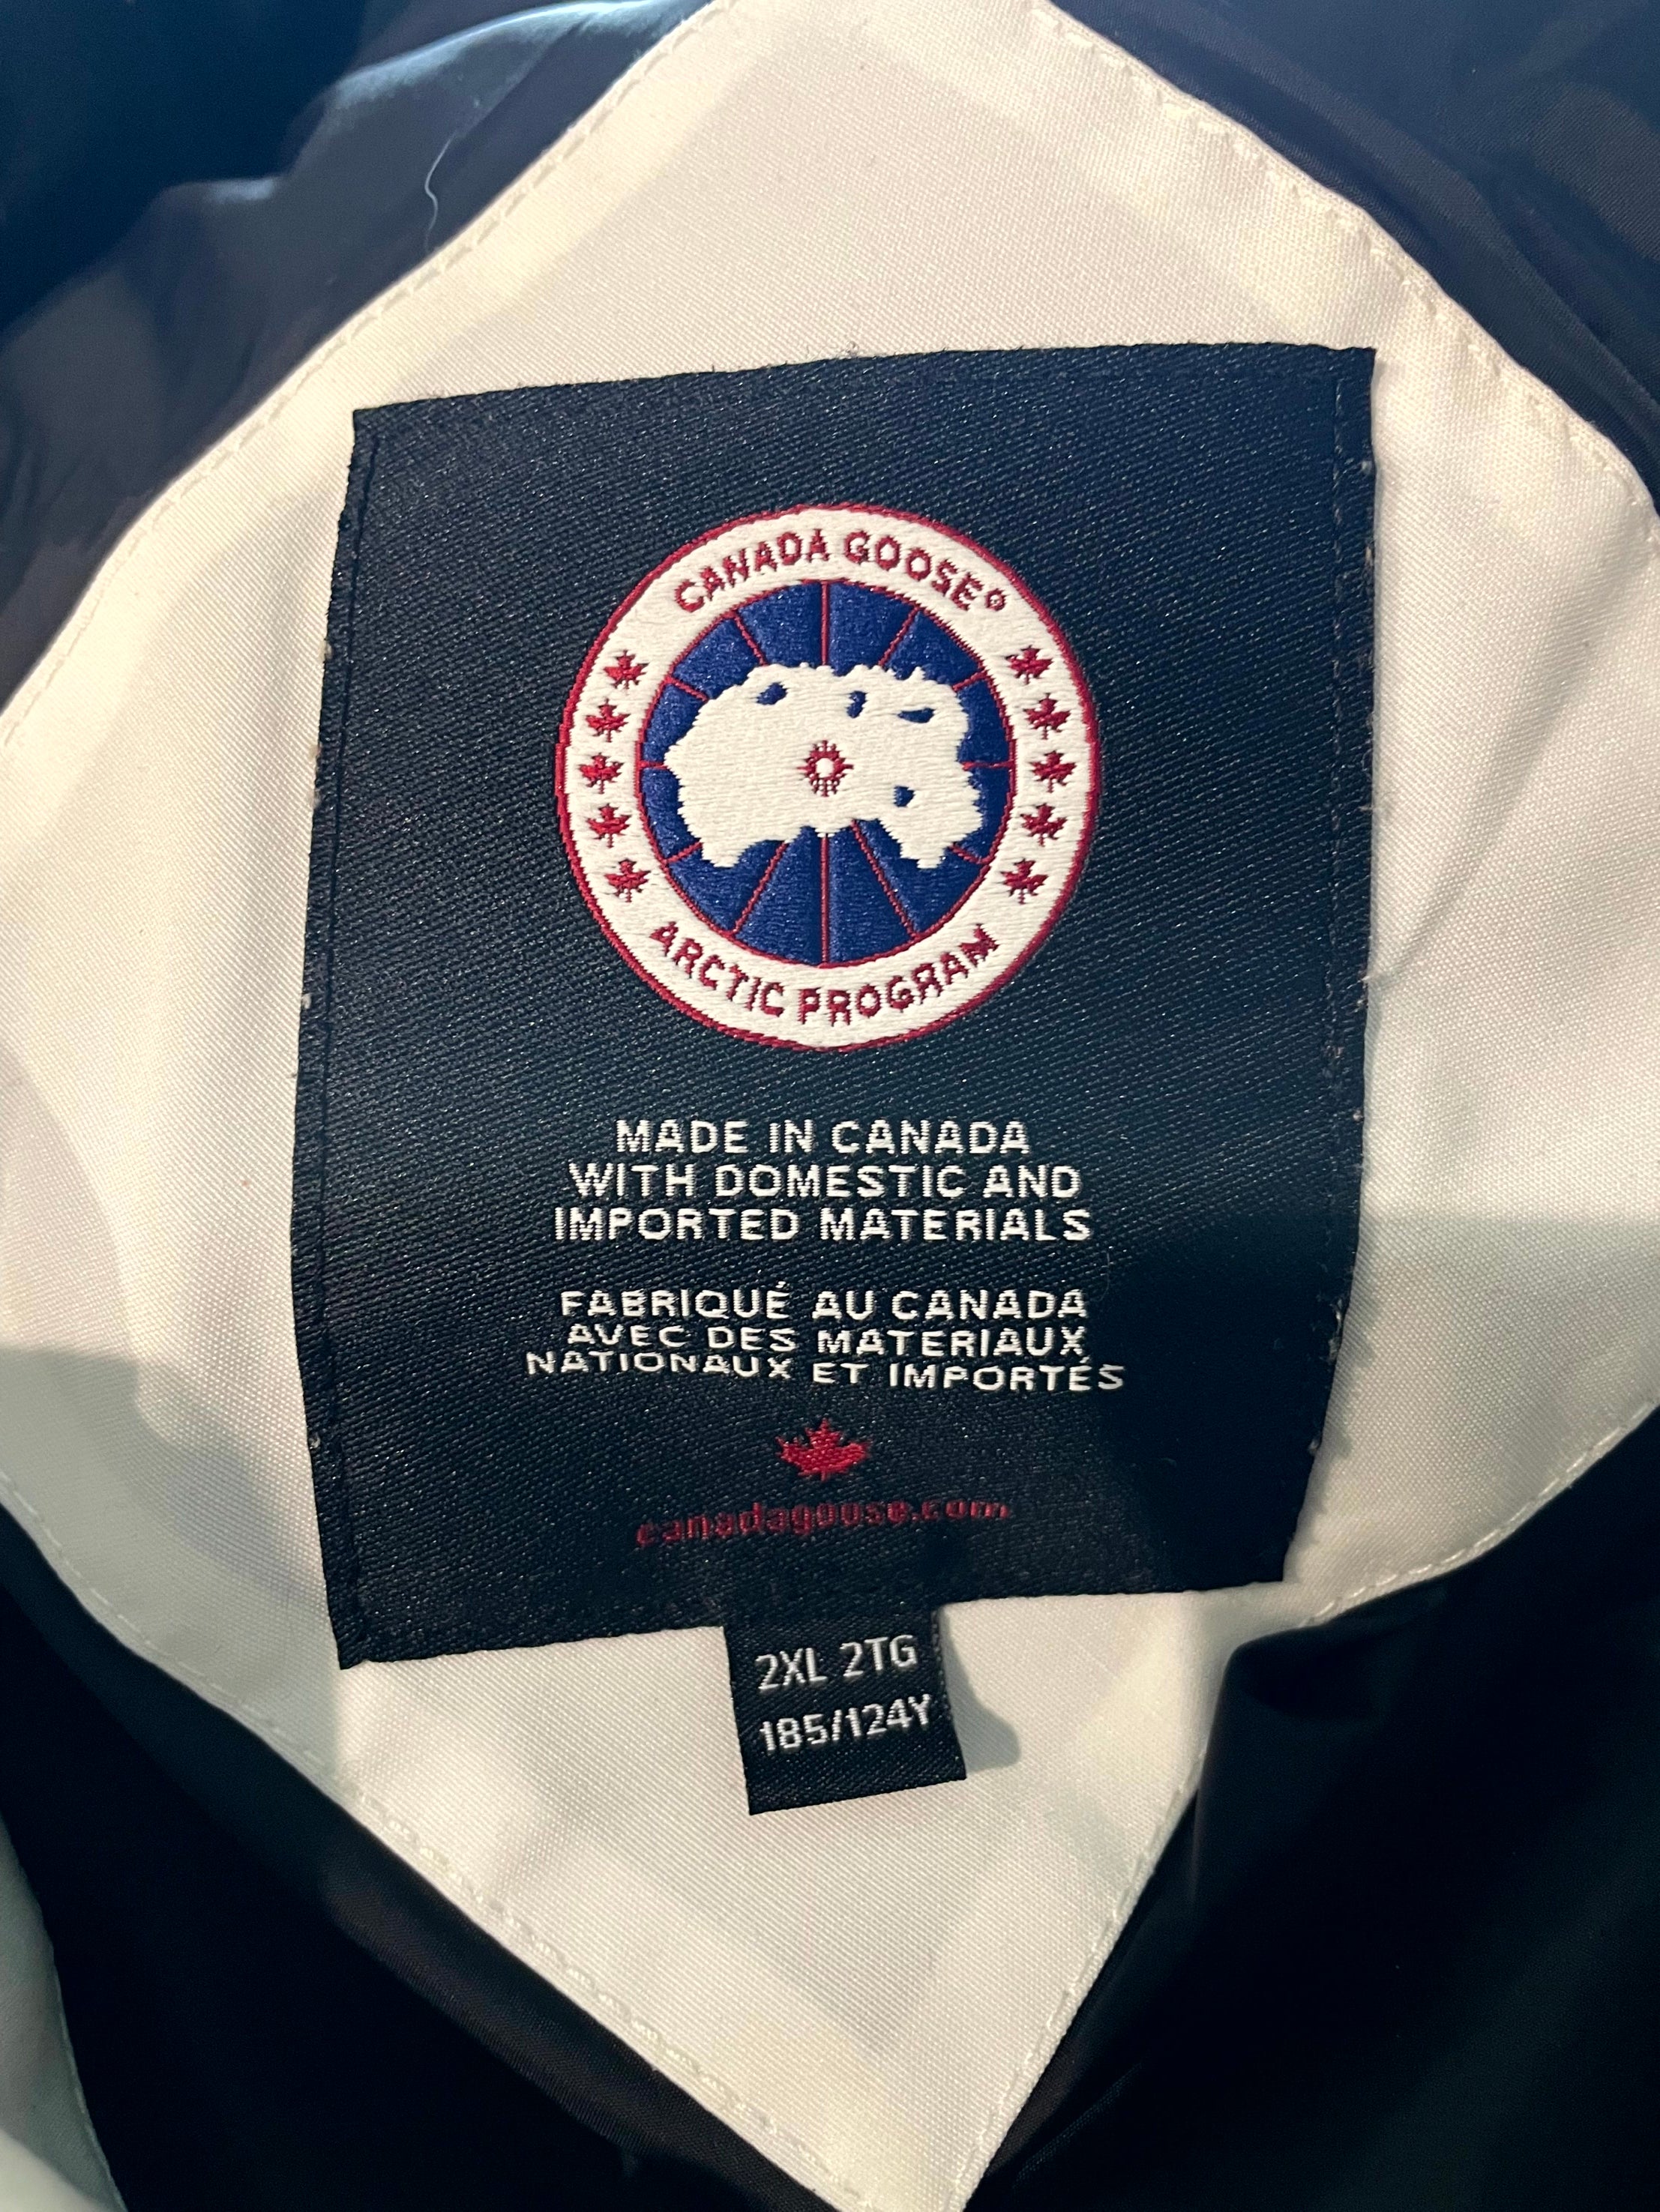 CANADA GOOSE®
ARCTIC PROGRAM
MADE IN CANADA
WITH DOMESTIC AND
IMPORTED MATERIALS
FABRIQUÉ AU CANADA
AVEC DES MATERIAUX
NATIONAUX ET IMPORTÉS
canadagoose.com
2XL 2TG
185/124Y